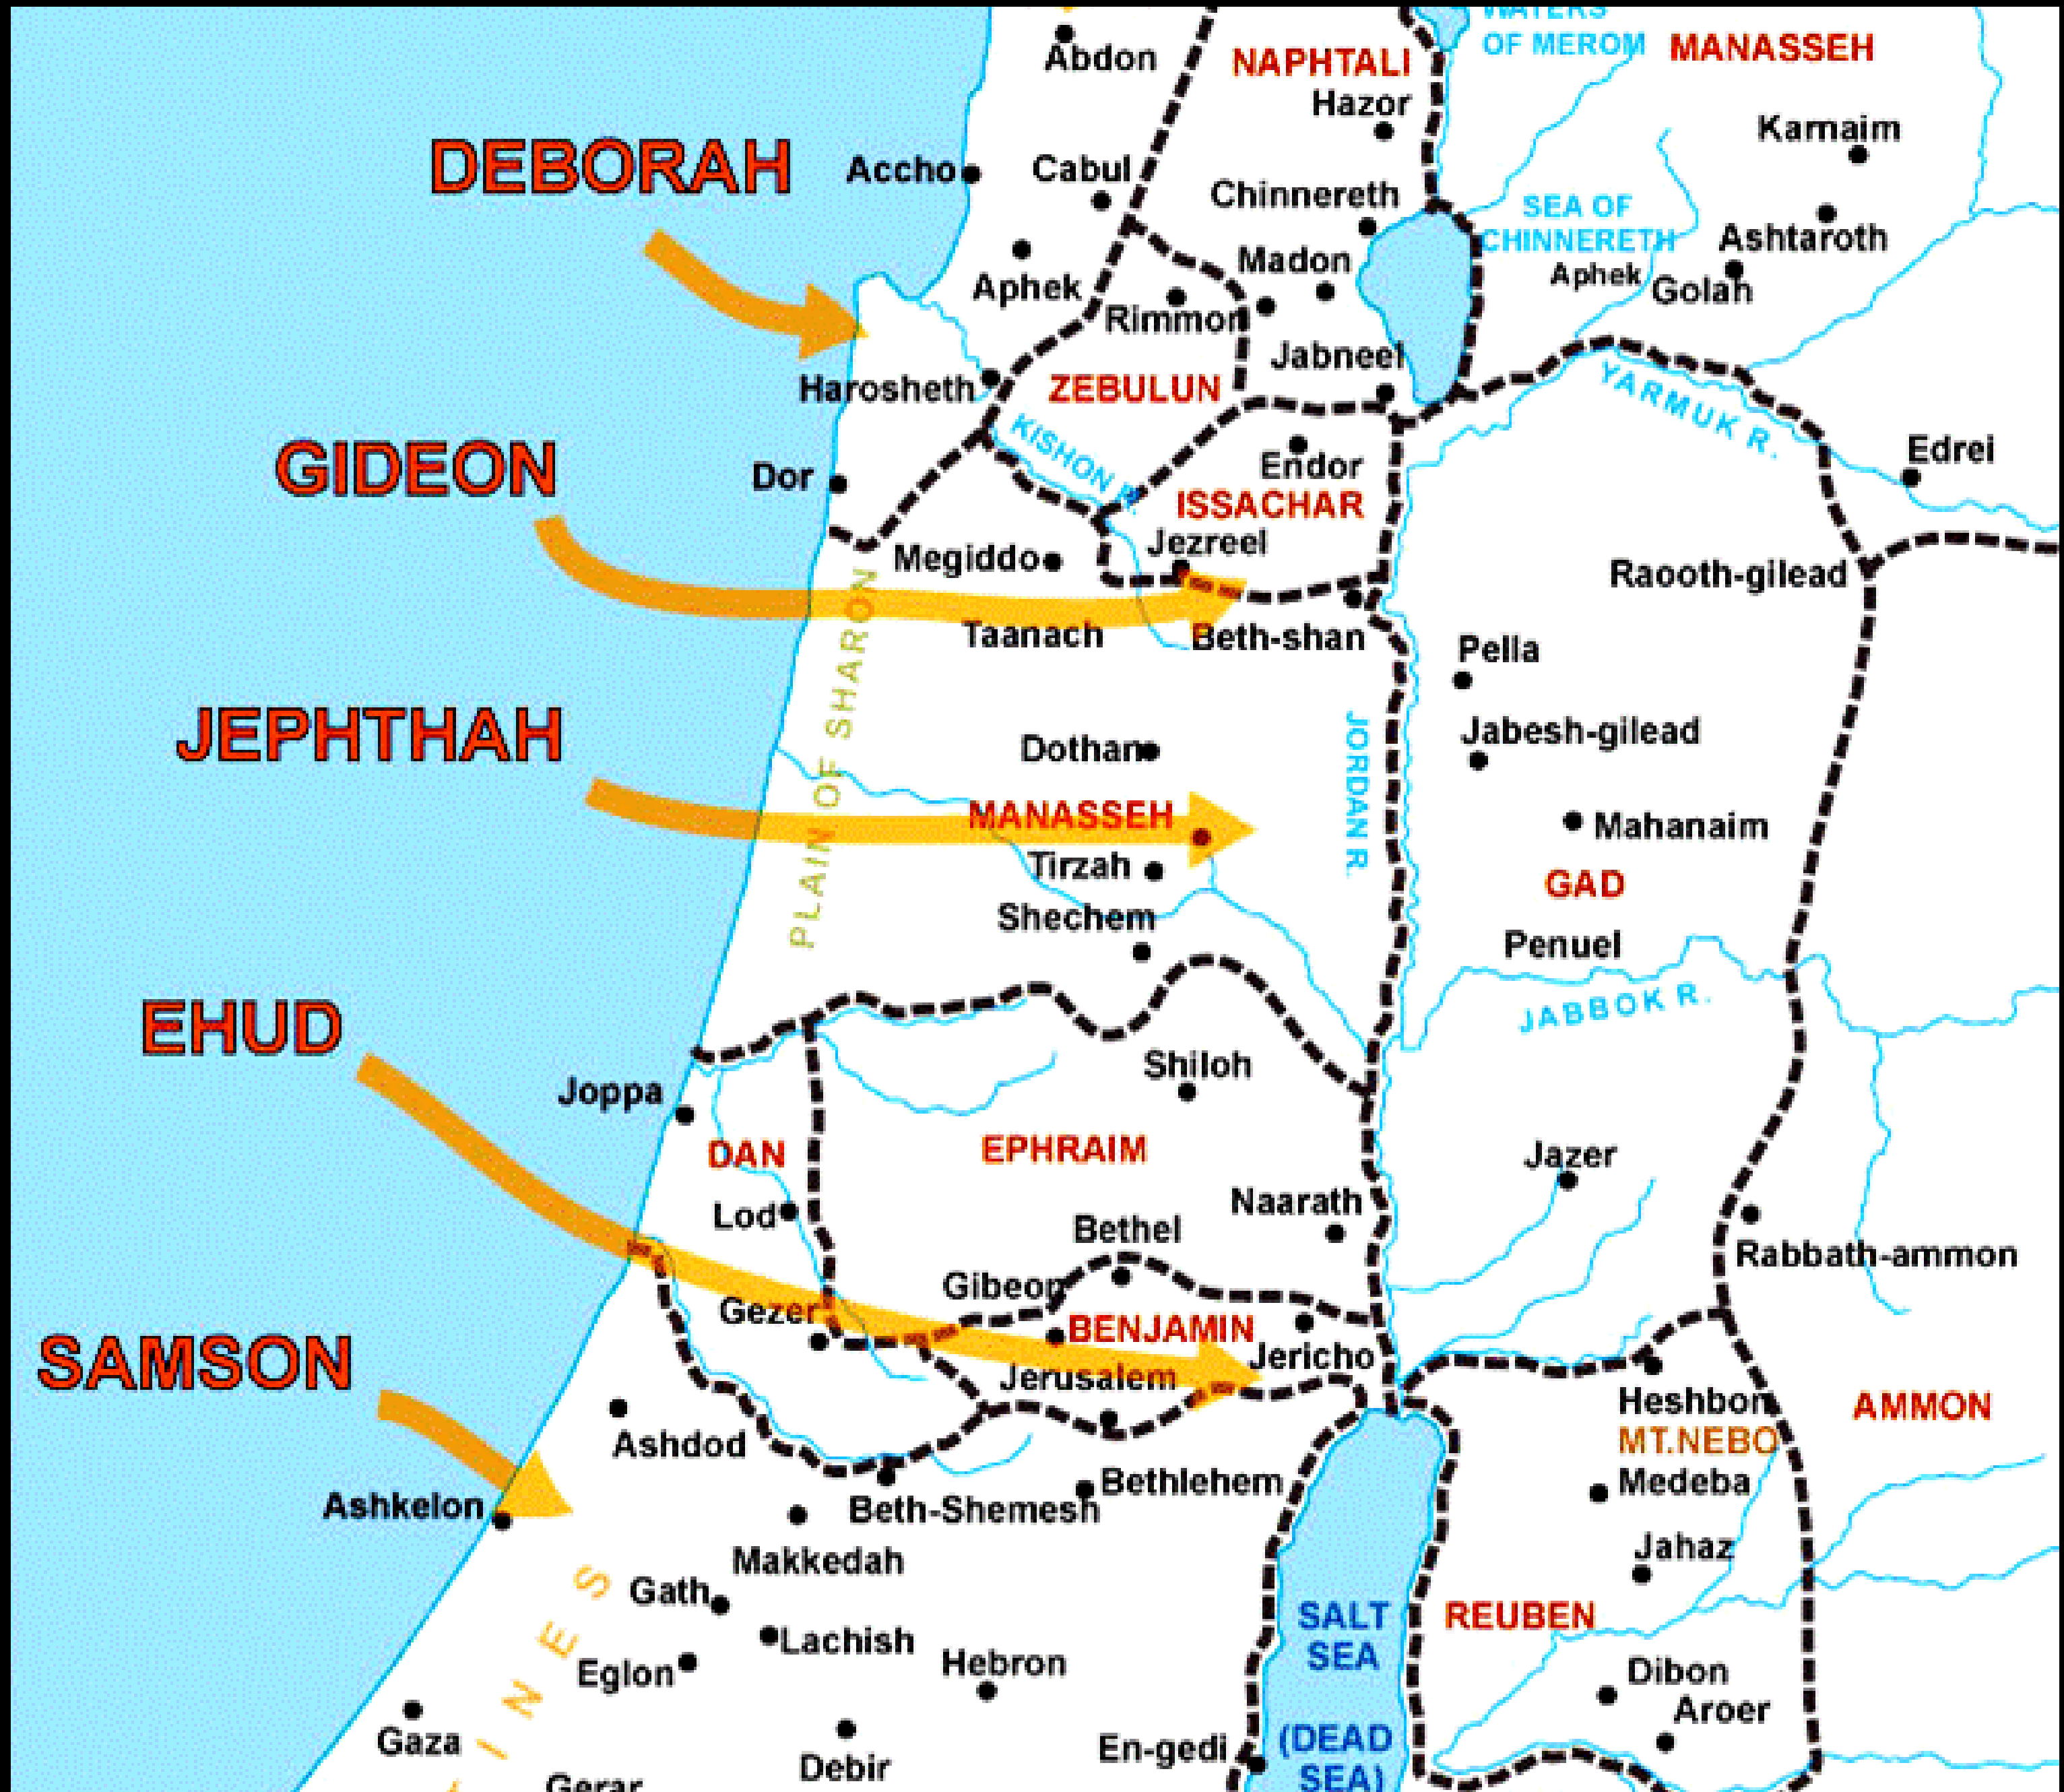 WATERS
OF MEROM
MANASSEH
NAPHTALI
Abdon
Hazor
Karnaim
DEBORAH
Accho
Cabul
Chinnereth
SEA OF
CHINNERETH
Ashtaroth
Aphek
Madon
Aphek
Golan
Rimmon
Jabneel
Harosheth
ZEBULUN
YARMUK R.
KISHON R.
GIDEON
Dor
Endor
Edrei
ISSACHAR
Jezreel
Megiddo
Raooth-gilead
Taanach
Beth-shan
Pella
PLAIN OF SHARON
JEPHTHAH
Jabesh-gilead
Dothan
JORDAN R.
MANASSEH
Mahanaim
Tirzah
GAD
Shechem
Penuel
JABBOK R.
EHUD
Shiloh
Joppa
DAN
EPHRAIM
Jazer
Lod
Naarath
Bethel
Rabbath-ammon
Gibeon
Gezer
BENJAMIN
Jericho
SAMSON
Jerusalem
Heshbon
AMMON
MT.NEBO
Ashdod
Bethlehem
Medeba
Ashkelon
Beth-Shemesh
Jahaz
Makkedah
Gath
SALT
SEA
REUBEN
Lachish
Eglon
Hebron
Dibon
Aroer
INES
Gaza
En-gedi
(DEAD
SEA)
Debir
Gerar